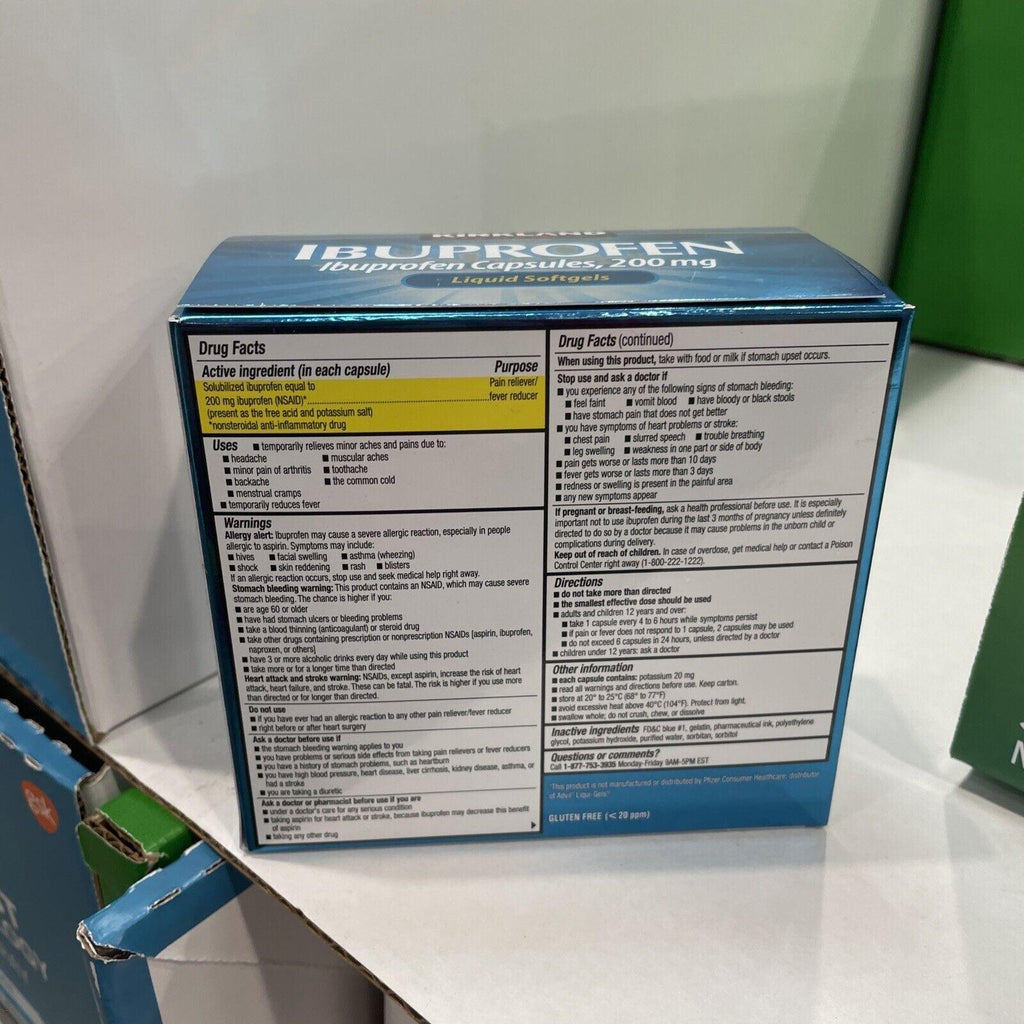 KIRKLAND
IBUPROFEN
Ibuprofen Capsules, 200 mg
Liquid Softgels
Drug Facts
Active ingredient (in each capsule) Purpose
Solubilized ibuprofen equal to Pain reliever/
200 mg ibuprofen (NSAID)*..........fever reducer
(present as the free acid and potassium salt)
*nonsteroidal anti-inflammatory drug
Uses ■ temporarily relieves minor aches and pains due to:
■ headache ■ muscular aches
■ minor pain of arthritis ■ toothache
■ backache ■ the common cold
■ menstrual cramps
■ temporarily reduces fever
Warnings
Allergy alert: Ibuprofen may cause a severe allergic reaction, especially in people
allergic to aspirin. Symptoms may include:
■ hives ■ facial swelling ■ asthma (wheezing)
■ shock ■ skin reddening ■ rash ■ blisters
If an allergic reaction occurs, stop use and seek medical help right away.
Stomach bleeding warning: This product contains an NSAID, which may cause severe
stomach bleeding. The chance is higher if you:
■ are age 60 or older
■ have had stomach ulcers or bleeding problems
■ take a blood thinning (anticoagulant) or steroid drug
■ take other drugs containing prescription or nonprescription NSAIDs [aspirin, ibuprofen,
naproxen, or others]
■ have 3 or more alcoholic drinks every day while using this product
■ take more or for a longer time than directed
Heart attack and stroke warning: NSAIDs, except aspirin, increase the risk of heart
attack, heart failure, and stroke. These can be fatal. The risk is higher if you use more
than directed or for longer than directed.
Do not use
■ if you have ever had an allergic reaction to any other pain reliever/fever reducer
■ right before or after heart surgery
Ask a doctor before use if
■ the stomach bleeding warning applies to you
■ you have problems or serious side effects from taking pain relievers or fever reducers
■ you have a history of stomach problems, such as heartburn
■ you have high blood pressure, heart disease, liver cirrhosis, kidney disease, asthma, or
had a stroke
■ you are taking a diuretic
Ask a doctor or pharmacist before use if you are
■ under a doctor's care for any serious condition
■ taking aspirin for heart attack or stroke, because ibuprofen may decrease this benefit
of aspirin
■ taking any other drug
Drug Facts (continued)
When using this product, take with food or milk if stomach upset occurs.
Stop use and ask a doctor if
■ you experience any of the following signs of stomach bleeding:
■ feel faint ■ vomit blood ■ have bloody or black stools
■ have stomach pain that does not get better
■ you have symptoms of heart problems or stroke:
■ chest pain ■ slurred speech ■ trouble breathing
■ leg swelling ■ weakness in one part or side of body
■ pain gets worse or lasts more than 10 days
■ fever gets worse or lasts more than 3 days
■ redness or swelling is present in the painful area
■ any new symptoms appear
If pregnant or breast-feeding, ask a health professional before use. It is especially
important not to use ibuprofen during the last 3 months of pregnancy unless definitely
directed to do so by a doctor because it may cause problems in the unborn child or
complications during delivery.
Keep out of reach of children. In case of overdose, get medical help or contact a Poison
Control Center right away (1-800-222-1222).
Directions
■ do not take more than directed
■ the smallest effective dose should be used
■ adults and children 12 years and over:
■ take 1 capsule every 4 to 6 hours while symptoms persist
■ if pain or fever does not respond to 1 capsule, 2 capsules may be used
■ do not exceed 6 capsules in 24 hours, unless directed by a doctor
■ children under 12 years: ask a doctor
Other information
■ each capsule contains: potassium 20 mg
■ read all warnings and directions before use. Keep carton.
■ store at 20° to 25°C (68° to 77°F)
■ avoid excessive heat above 40°C (104°F). Protect from light.
■ swallow whole; do not crush, chew, or dissolve
Inactive ingredients FD&C blue #1, gelatin, pharmaceutical ink, polyethylene
glycol, potassium hydroxide, purified water, sorbitan, sorbitol
Questions or comments?
Call 1-877-753-3935 Monday-Friday 9AM-5PM EST
*This product is not manufactured or distributed by Pfizer Consumer Healthcare, distributor
of Advil® Liqui-Gels®.
GLUTEN FREE (< 20 ppm)